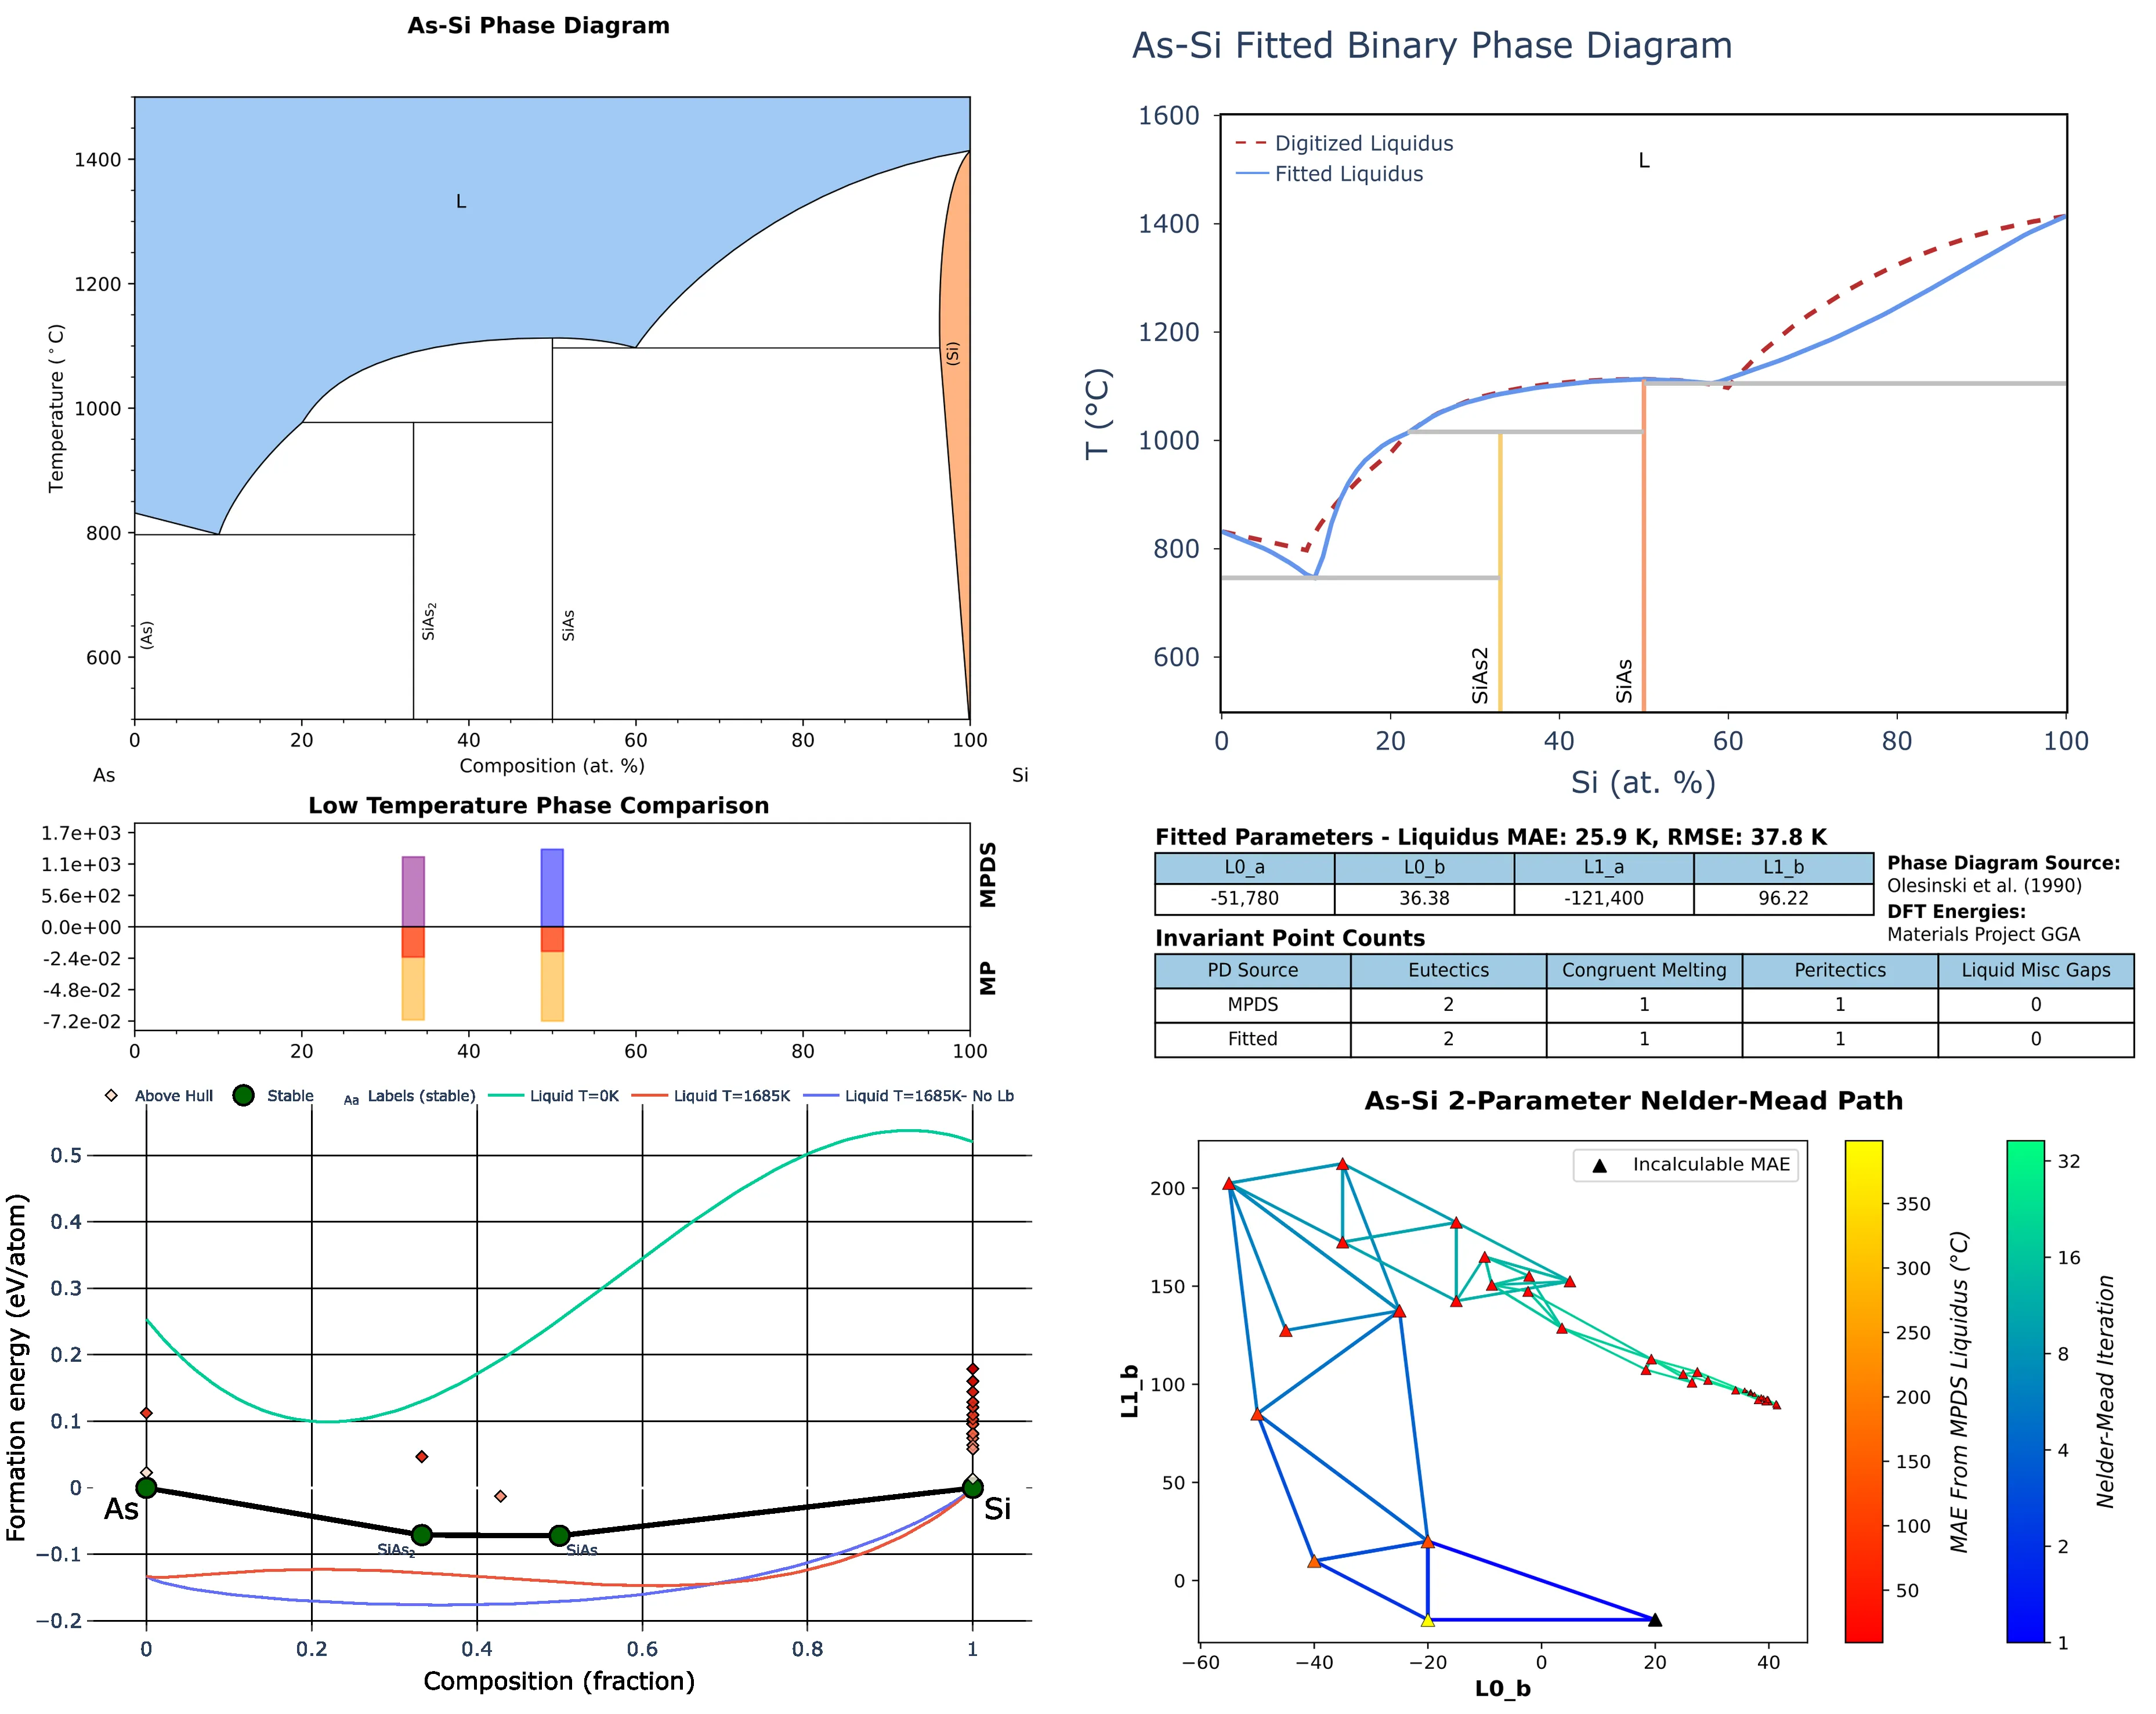 As-Si Phase Diagram
1400
1200
1000
800
600
Temperature (°C)
L
(As)
SiAs₂
SiAs
(Si)
0 20 40 60 80 100
Composition (at. %)
As Si
As-Si Fitted Binary Phase Diagram
1600
1400
1200
1000
800
600
T (°C)
Digitized Liquidus
Fitted Liquidus
L
SiAs2
SiAs
0 20 40 60 80 100
Si (at. %)
Low Temperature Phase Comparison
1.7e+03
1.1e+03
5.6e+02
0.0e+00
-2.4e-02
-4.8e-02
-7.2e-02
MPDS
MP
0 20 40 60 80 100
Fitted Parameters - Liquidus MAE: 25.9 K, RMSE: 37.8 K
L0_a L0_b L1_a L1_b
-51,780 36.38 -121,400 96.22
Phase Diagram Source:
Olesinski et al. (1990)
DFT Energies:
Materials Project GGA
Invariant Point Counts
PD Source Eutectics Congruent Melting Peritectics Liquid Misc Gaps
MPDS 2 1 1 0
Fitted 2 1 1 0
Above Hull Stable Aa Labels (stable) Liquid T=0K Liquid T=1685K Liquid T=1685K- No Lb
0.5
0.4
0.3
0.2
0.1
0
−0.1
−0.2
Formation energy (eV/atom)
As
SiAs₂
SiAs
Si
0 0.2 0.4 0.6 0.8 1
Composition (fraction)
As-Si 2-Parameter Nelder-Mead Path
Incalculable MAE
200
150
100
50
0
L1_b
−60 −40 −20 0 20 40
L0_b
350
300
250
200
150
100
50
MAE From MPDS Liquidus (°C)
32
16
8
4
2
1
Nelder-Mead Iteration